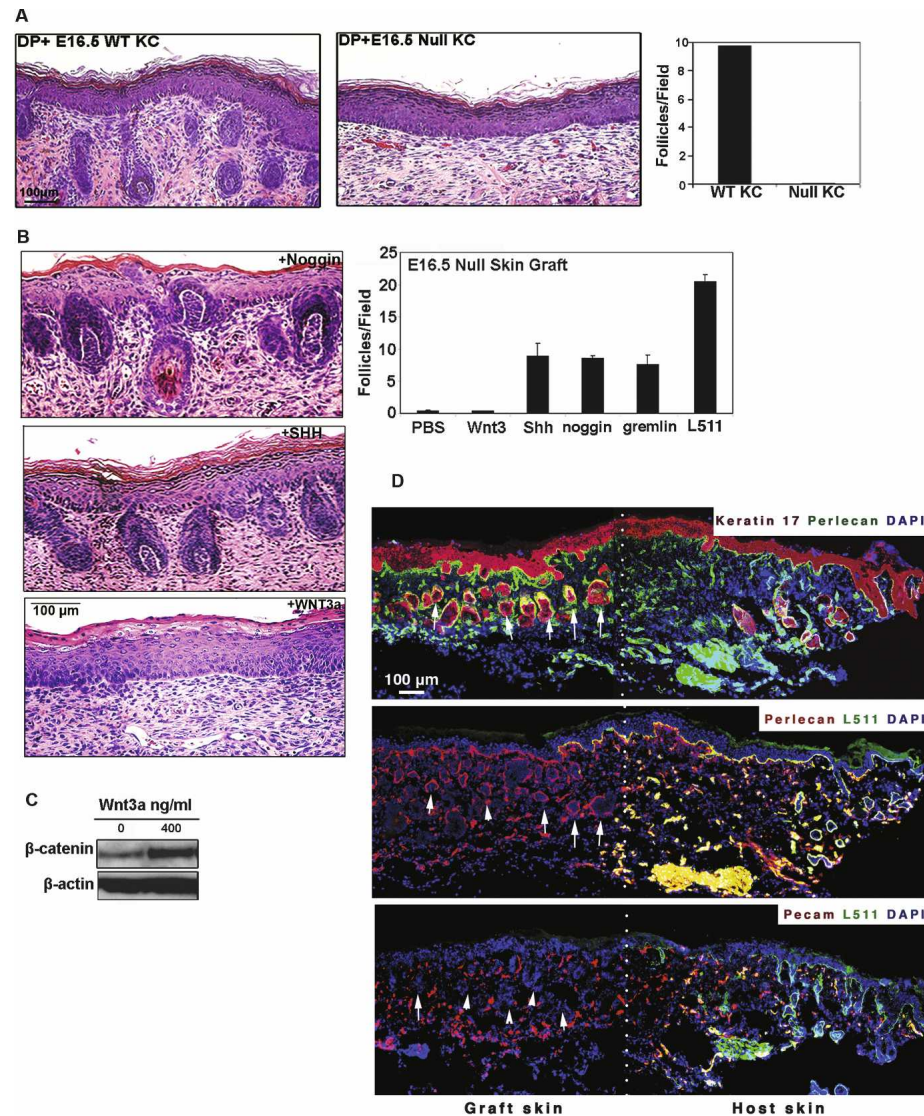 A
DP+ E16.5 WT KC
100µm
DP+E16.5 Null KC
Follicles/Field
10
8
6
4
2
0
WT KC Null KC
B
+Noggin
+SHH
100 µm
+WNT3a
Follicles/Field
25
20
15
10
5
0
E16.5 Null Skin Graft
PBS Wnt3 Shh noggin gremlin L511
C
Wnt3a ng/ml
0 400
β-catenin
β-actin
D
Keratin 17 Perlecan DAPI
100 µm
Perlecan L511 DAPI
Pecam L511 DAPI
Graft skin Host skin